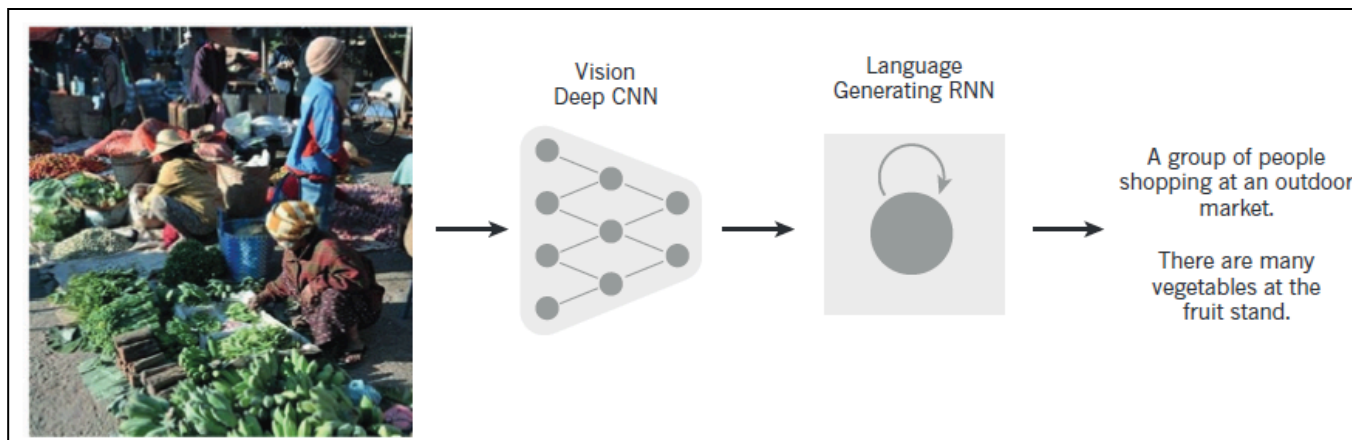 Vision
Deep CNN
Language
Generating RNN
A group of people
shopping at an outdoor
market.
There are many
vegetables at the
fruit stand.